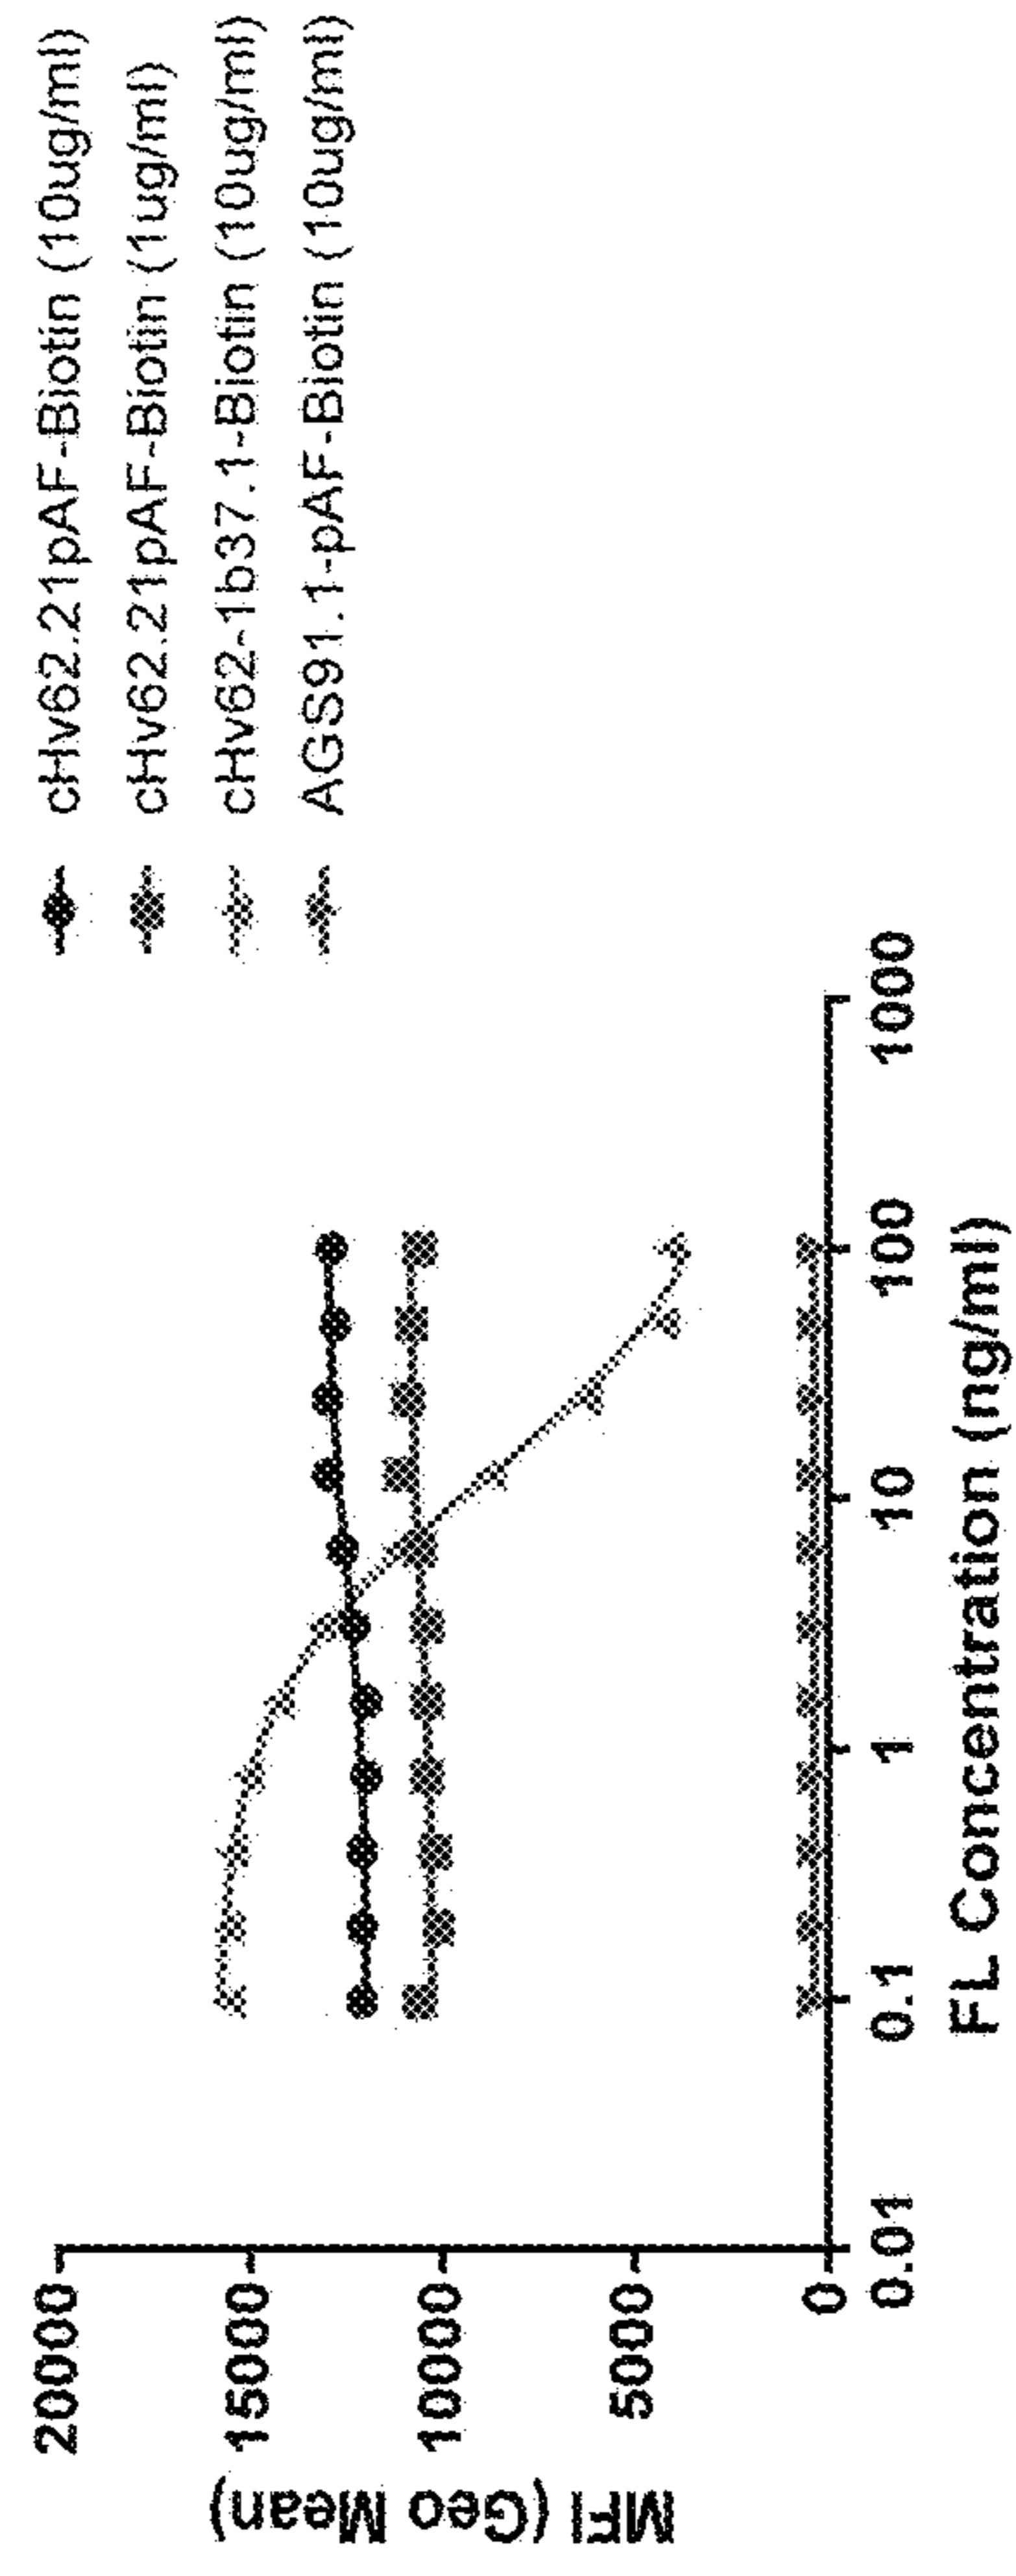 cHv62.21pAF-Biotin (10ug/ml)
cHv62.21pAF-Biotin (1ug/ml)
cHv62-1b37.1-Biotin (10ug/ml)
AGS91.1-pAF-Biotin (10ug/ml)
MFI (Geo Mean)
20000
15000
10000
5000
0
0.01
0.1
1
10
100
1000
FL Concentration (ng/ml)